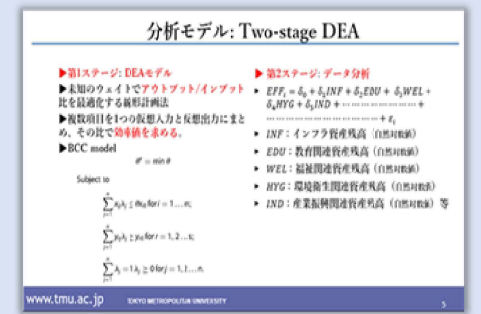 分析モデル: Two-stage DEA
▶第1ステージ: DEAモデル
▶未知のウェイトでアウトプット/インプット
比を最適化する線形計画法
▶複数項目を1つの仮想入力と仮想出力にまと
め、その比で効率値を求める。
▶BCC model
θ* = min θ
Subject to
▶ 第2ステージ: データ分析
▶ EFFᵢ = δ₀ + δ₁INF + δ₂EDU + δ₃WEL +
δ₄HYG + δ₅IND + ⋯ +
⋯ + εᵢ
▶ INF：インフラ資産残高（自然対数値）
▶ EDU：教育関連資産残高（自然対数値）
▶ WEL：福祉関連資産残高（自然対数値）
▶ HYG：環境衛生関連資産残高（自然対数値）
▶ IND：産業振興関連資産残高（自然対数値）等
www.tmu.ac.jp TOKYO METROPOLITAN UNIVERSITY 5